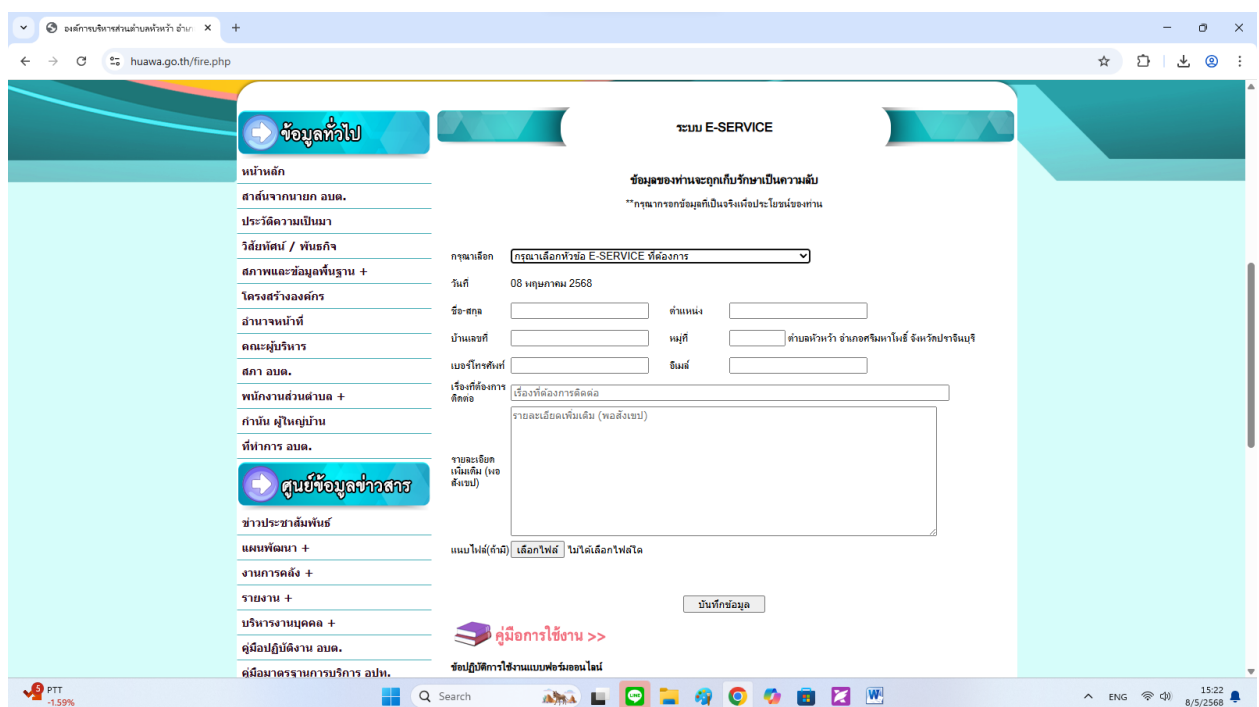 องค์การบริหารส่วนตำบลหัวหว้า อำเภ
huawa.go.th/fire.php
ข้อมูลทั่วไป
หน้าหลัก
สาส์นจากนายก อบต.
ประวัติความเป็นมา
วิสัยทัศน์ / พันธกิจ
สภาพและข้อมูลพื้นฐาน +
โครงสร้างองค์กร
อำนาจหน้าที่
คณะผู้บริหาร
สภา อบต.
พนักงานส่วนตำบล +
กำนัน ผู้ใหญ่บ้าน
ที่ทำการ อบต.
ศูนย์ข้อมูลข่าวสาร
ข่าวประชาสัมพันธ์
แผนพัฒนา +
งานการคลัง +
รายงาน +
บริหารงานบุคคล +
คู่มือปฏิบัติงาน อบต.
คู่มือมาตรฐานการบริการ อปท.
ระบบ E-SERVICE
ข้อมูลของท่านจะถูกเก็บรักษาเป็นความลับ
**กรุณากรอกข้อมูลที่เป็นจริงเพื่อประโยชน์ของท่าน
กรุณาเลือก กรุณาเลือกหัวข้อ E-SERVICE ที่ต้องการ
วันที่ 08 พฤษภาคม 2568
ชื่อ-สกุล ตำแหน่ง
บ้านเลขที่ หมู่ที่ ตำบลหัวหว้า อำเภอศรีมหาโพธิ์ จังหวัดปราจีนบุรี
เบอร์โทรศัพท์ อีเมล์
เรื่องที่ต้องการ
ติดต่อ
เรื่องที่ต้องการติดต่อ
รายละเอียดเพิ่มเติม (พอสังเขป)
รายละเอียด
เพิ่มเติม (พอ
สังเขป)
แนบไฟล์(ถ้ามี) เลือกไฟล์ ไม่ได้เลือกไฟล์ใด
บันทึกข้อมูล
คู่มือการใช้งาน >>
ข้อปฏิบัติการใช้งานแบบฟอร์มออนไลน์
5
PTT
-1.59%
Search
LINE
W
ENG
15:22
8/5/2568